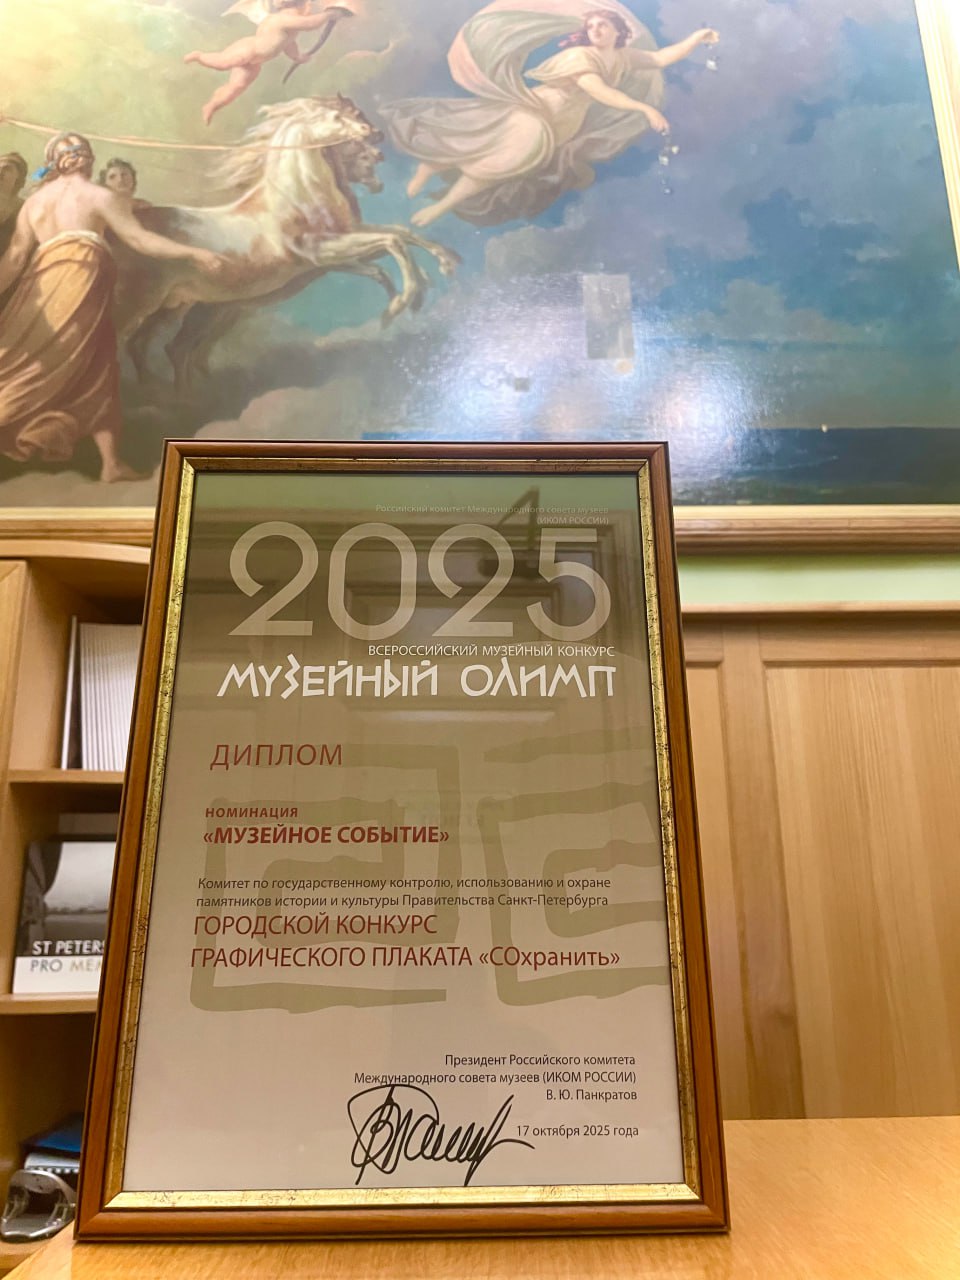 Российский комитет Международного совета музеев
(ИКОМ РОССИИ)
2025
ВСЕРОССИЙСКИЙ МУЗЕЙНЫЙ КОНКУРС
МУЗЕЙНЫЙ ОЛИМП
ДИПЛОМ
НОМИНАЦИЯ
«МУЗЕЙНОЕ СОБЫТИЕ»
Комитет по государственному контролю, использованию и охране
памятников истории и культуры Правительства Санкт-Петербурга
ГОРОДСКОЙ КОНКУРС
ГРАФИЧЕСКОГО ПЛАКАТА «СОхранить»
Президент Российского комитета
Международного совета музеев (ИКОМ РОССИИ)
В. Ю. Панкратов
17 октября 2025 года
ST PETERS
PRO MEM